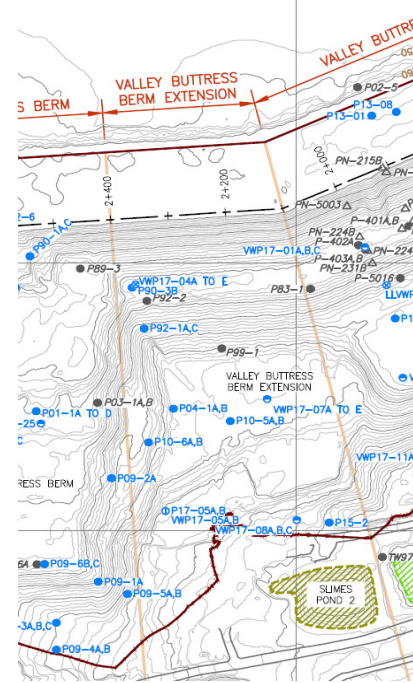 VALLEY BUTTRESS
VALLEY BUTTRESS
BERM EXTENSION
S BERM
P02-5
P13-08
P13-01
PN-215B
2+000
2+400
2+200
PN-5003
P-401A,B
PN-224B
P-402A
PN-224
P-403A,B
PN-231B
P-5016
2-6
P90-1A,C
VWP17-01A,B,C
P89-3
VWP17-04A TO E
P90-3B
P92-2
P83-1
LLVWP
P92-1A,C
P1
P99-1
VALLEY BUTTRESS
BERM EXTENSION
P03-1A,B
P01-1A TO D
-25
P04-1A,B
VWP17-07A TO E
P10-5A,B
P10-6A,B
VWP17-11A
RESS BERM
P09-2A
P17-05A,B
VWP17-05A,B
VWP17-08A,B,C
P15-2
6A
P09-6B,C
TW97
P09-1A
P09-5A,B
SLIMES
POND 2
-3A,B,C
P09-4A,B